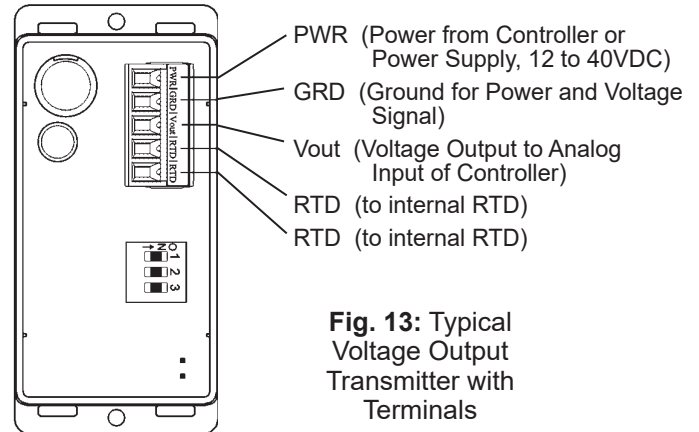 PWR (Power from Controller or
Power Supply, 12 to 40VDC)
GRD (Ground for Power and Voltage
Signal)
Vout (Voltage Output to Analog
Input of Controller)
RTD (to internal RTD)
RTD (to internal RTD)
PWR|GRD|Vout|RTD|RTD
ON
1
2
3
Fig. 13: Typical
Voltage Output
Transmitter with
Terminals